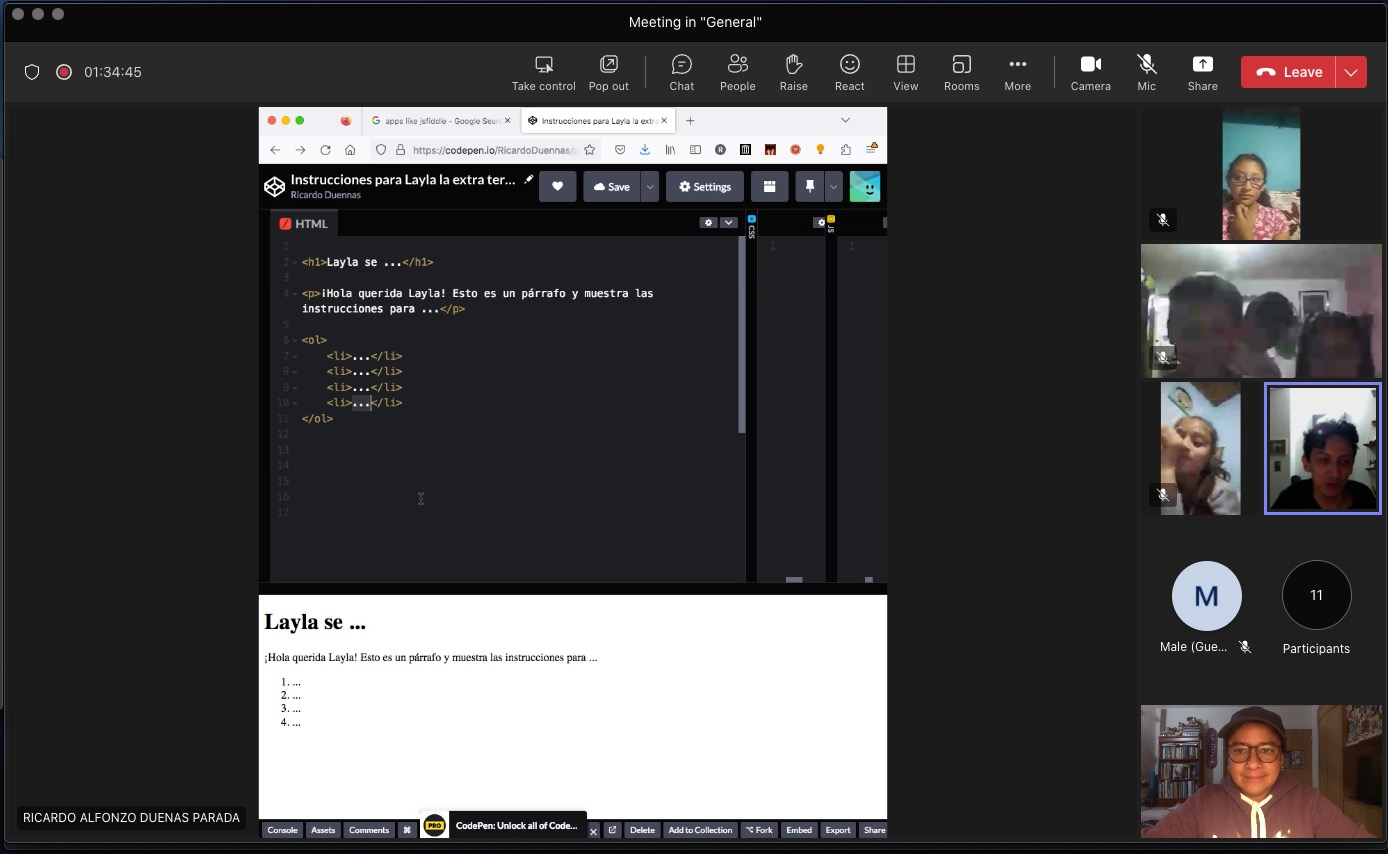 Meeting in "General"
01:34:45
Take control
Pop out
Chat
People
Raise
React
View
Rooms
More
Camera
Mic
Share
Leave
apps like jsfiddle - Google Sear
Instrucciones para Layla la extra
https://codepen.io/RicardoDuennas/p
Instrucciones para Layla la extra ter...
Ricardo Duennas
Save
Settings
HTML
CSS
JS
1
2 <h1>Layla se ...</h1>
3
4 <p>¡Hola querida Layla! Esto es un párrafo y muestra las
instrucciones para ...</p>
5
6 <ol>
7 <li>...</li>
8 <li>...</li>
9 <li>...</li>
10 <li>...</li>
11 </ol>
12
13
14
15
16
17
1
1
Layla se ...
¡Hola querida Layla! Esto es un párrafo y muestra las instrucciones para ...
1. ...
2. ...
3. ...
4. ...
Console
Assets
Comments
⌘
PRO
CodePen: Unlock all of Code...
Delete
Add to Collection
⌥ Fork
Embed
Export
Share
RICARDO ALFONZO DUENAS PARADA
M
Male (Gue...
11
Participants